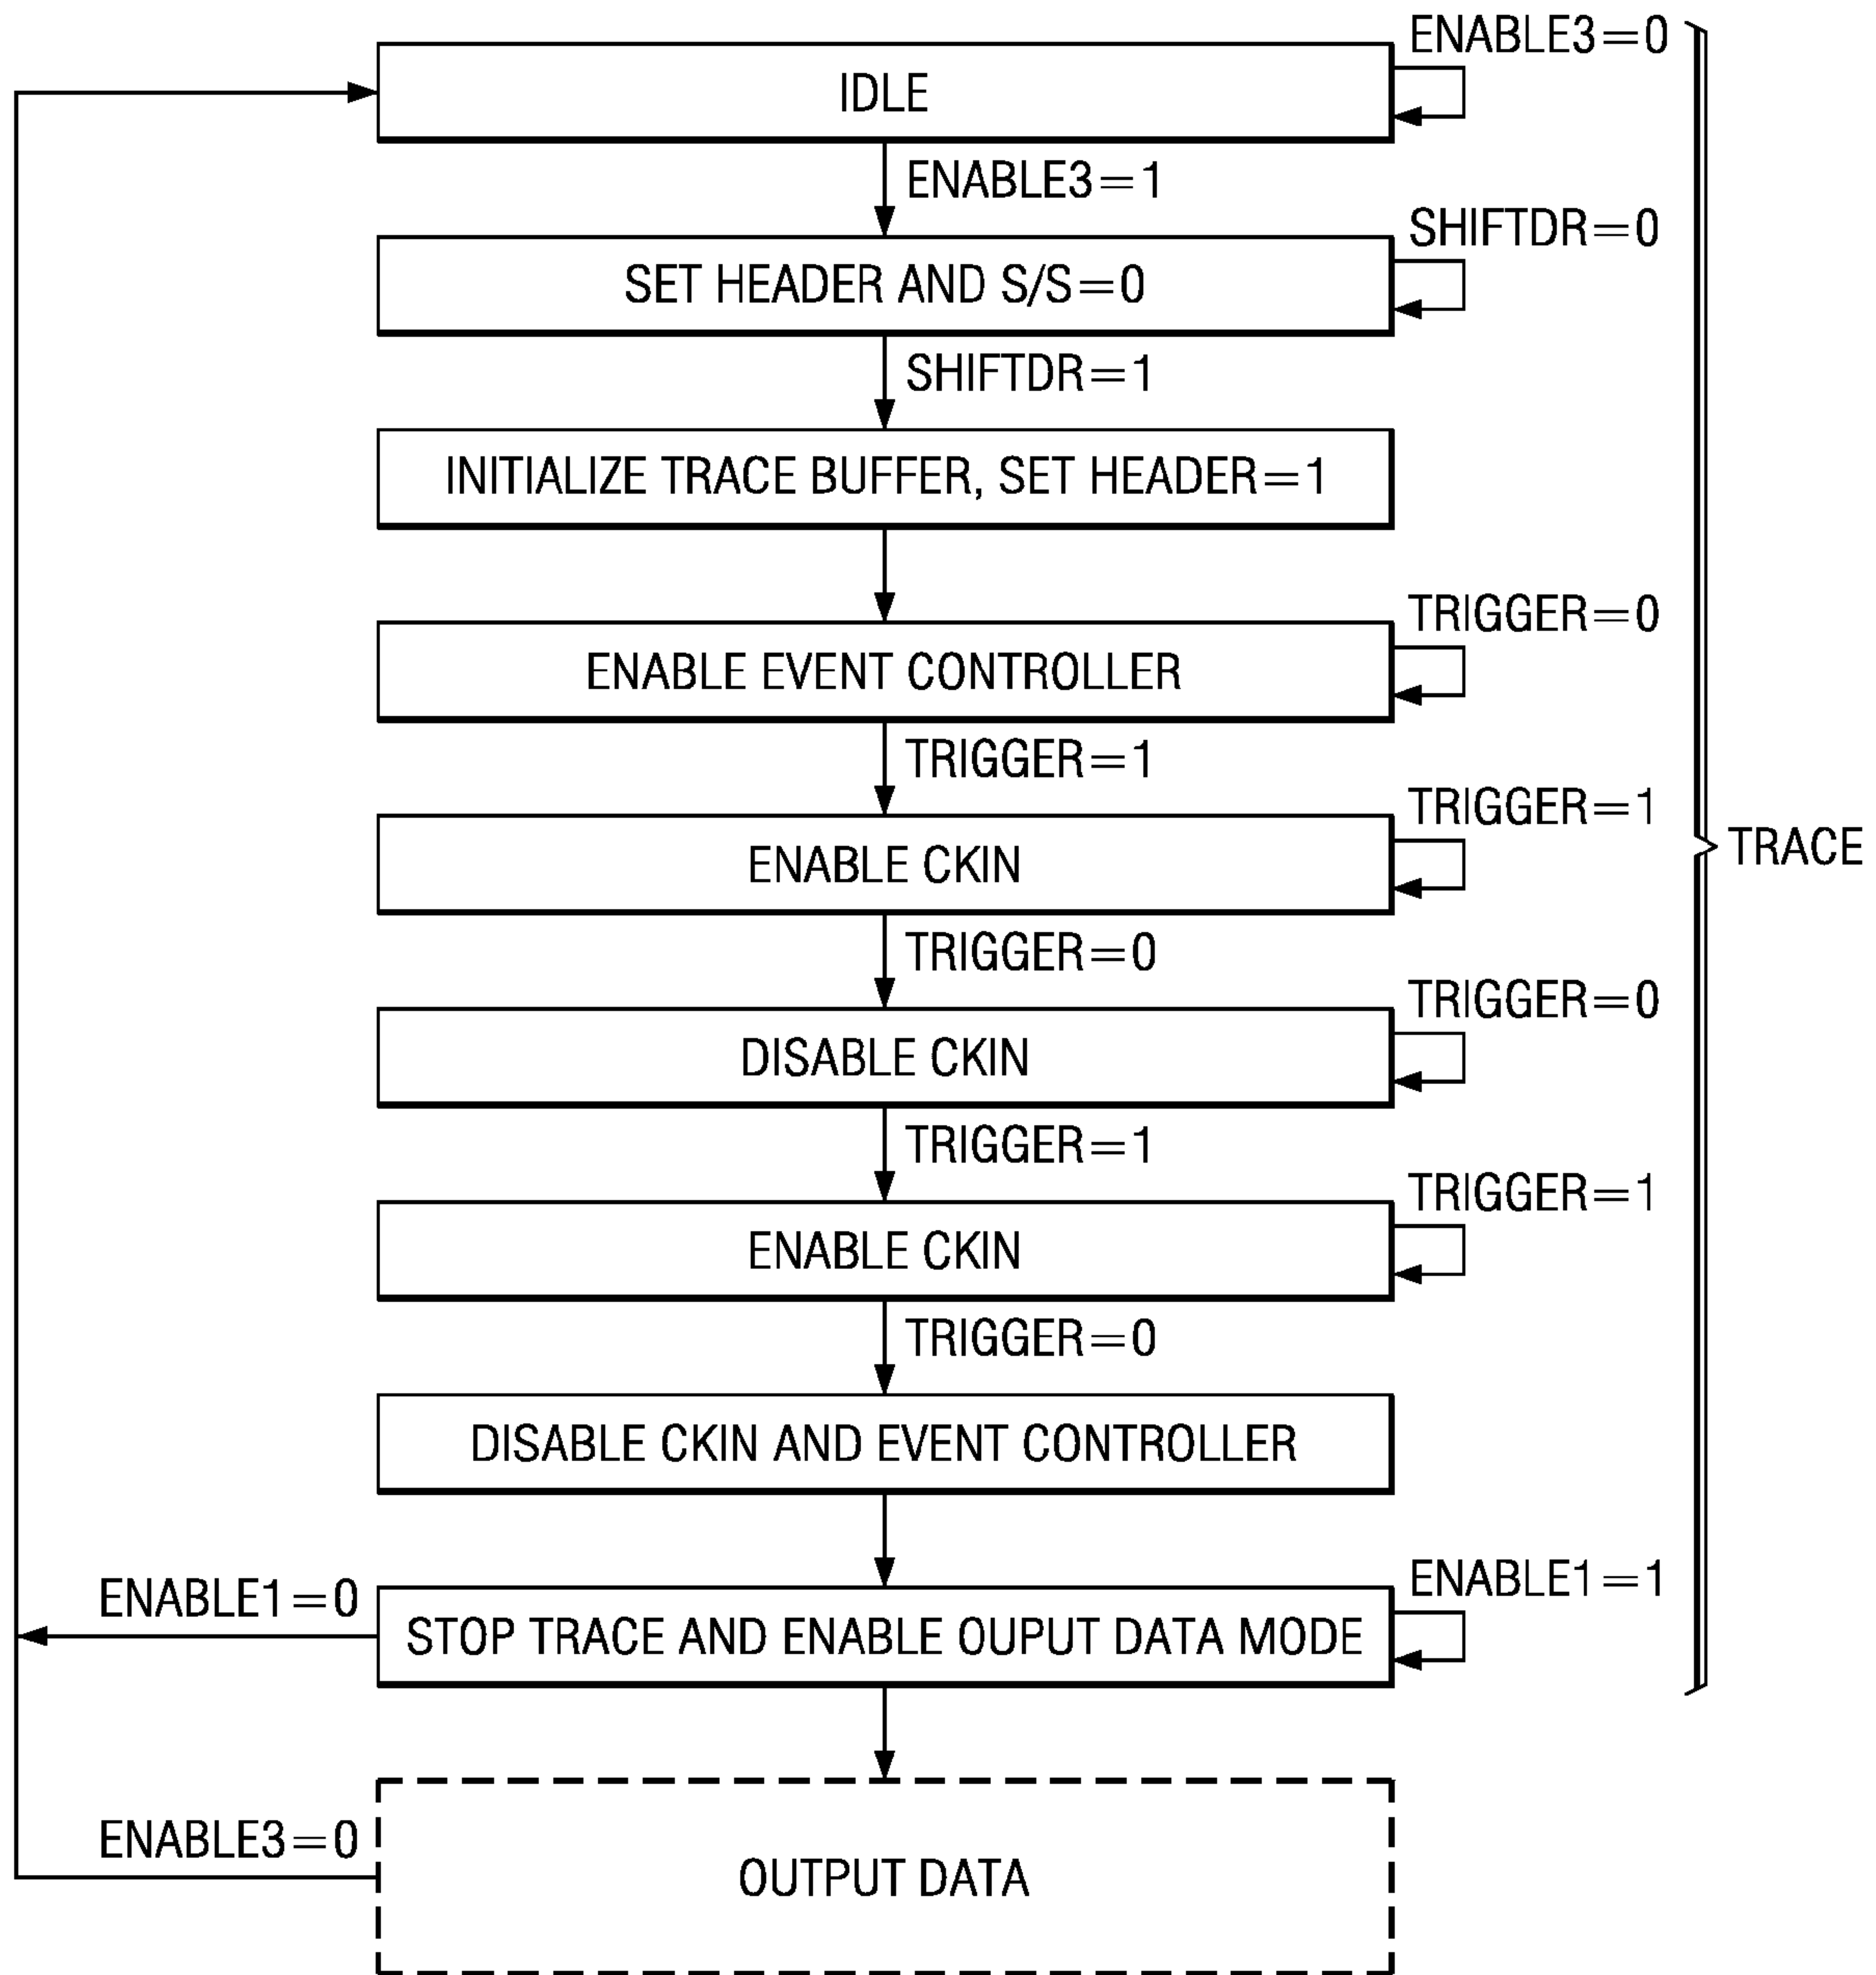 ENABLE3=0
IDLE
ENABLE3=1
SHIFTDR=0
SET HEADER AND S/S=0
SHIFTDR=1
INITIALIZE TRACE BUFFER, SET HEADER=1
TRIGGER=0
ENABLE EVENT CONTROLLER
TRIGGER=1
TRIGGER=1
ENABLE CKIN
TRACE
TRIGGER=0
TRIGGER=0
DISABLE CKIN
TRIGGER=1
TRIGGER=1
ENABLE CKIN
TRIGGER=0
DISABLE CKIN AND EVENT CONTROLLER
ENABLE1=0
ENABLE1=1
STOP TRACE AND ENABLE OUPUT DATA MODE
ENABLE3=0
OUTPUT DATA